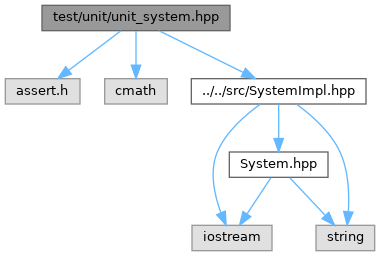 test/unit/unit_system.hpp
assert.h
cmath
../../src/SystemImpl.hpp
System.hpp
iostream
string